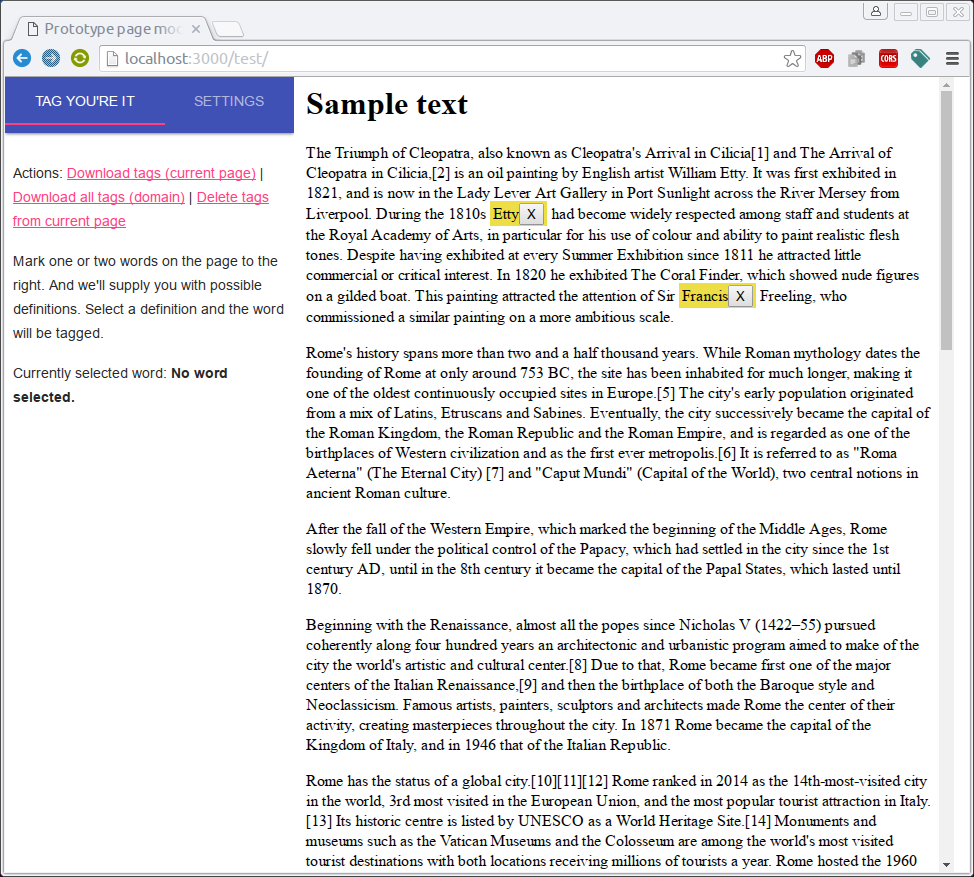 Prototype page moc
localhost:3000/test/
ABP
CORS
TAG YOU'RE IT
SETTINGS
Actions: Download tags (current page) |
Download all tags (domain) | Delete tags
from current page
Mark one or two words on the page to the
right. And we'll supply you with possible
definitions. Select a definition and the word
will be tagged.
Currently selected word: No word
selected.
Sample text
The Triumph of Cleopatra, also known as Cleopatra's Arrival in Cilicia[1] and The Arrival of
Cleopatra in Cilicia,[2] is an oil painting by English artist William Etty. It was first exhibited in
1821, and is now in the Lady Lever Art Gallery in Port Sunlight across the River Mersey from
Liverpool. During the 1810s Etty X had become widely respected among staff and students at
the Royal Academy of Arts, in particular for his use of colour and ability to paint realistic flesh
tones. Despite having exhibited at every Summer Exhibition since 1811 he attracted little
commercial or critical interest. In 1820 he exhibited The Coral Finder, which showed nude figures
on a gilded boat. This painting attracted the attention of Sir Francis X Freeling, who
commissioned a similar painting on a more ambitious scale.
Rome's history spans more than two and a half thousand years. While Roman mythology dates the
founding of Rome at only around 753 BC, the site has been inhabited for much longer, making it
one of the oldest continuously occupied sites in Europe.[5] The city's early population originated
from a mix of Latins, Etruscans and Sabines. Eventually, the city successively became the capital of
the Roman Kingdom, the Roman Republic and the Roman Empire, and is regarded as one of the
birthplaces of Western civilization and as the first ever metropolis.[6] It is referred to as "Roma
Aeterna" (The Eternal City) [7] and "Caput Mundi" (Capital of the World), two central notions in
ancient Roman culture.
After the fall of the Western Empire, which marked the beginning of the Middle Ages, Rome
slowly fell under the political control of the Papacy, which had settled in the city since the 1st
century AD, until in the 8th century it became the capital of the Papal States, which lasted until
1870.
Beginning with the Renaissance, almost all the popes since Nicholas V (1422–55) pursued
coherently along four hundred years an architectonic and urbanistic program aimed to make of the
city the world's artistic and cultural center.[8] Due to that, Rome became first one of the major
centers of the Italian Renaissance,[9] and then the birthplace of both the Baroque style and
Neoclassicism. Famous artists, painters, sculptors and architects made Rome the center of their
activity, creating masterpieces throughout the city. In 1871 Rome became the capital of the
Kingdom of Italy, and in 1946 that of the Italian Republic.
Rome has the status of a global city.[10][11][12] Rome ranked in 2014 as the 14th-most-visited city
in the world, 3rd most visited in the European Union, and the most popular tourist attraction in Italy.
[13] Its historic centre is listed by UNESCO as a World Heritage Site.[14] Monuments and
museums such as the Vatican Museums and the Colosseum are among the world's most visited
tourist destinations with both locations receiving millions of tourists a year. Rome hosted the 1960